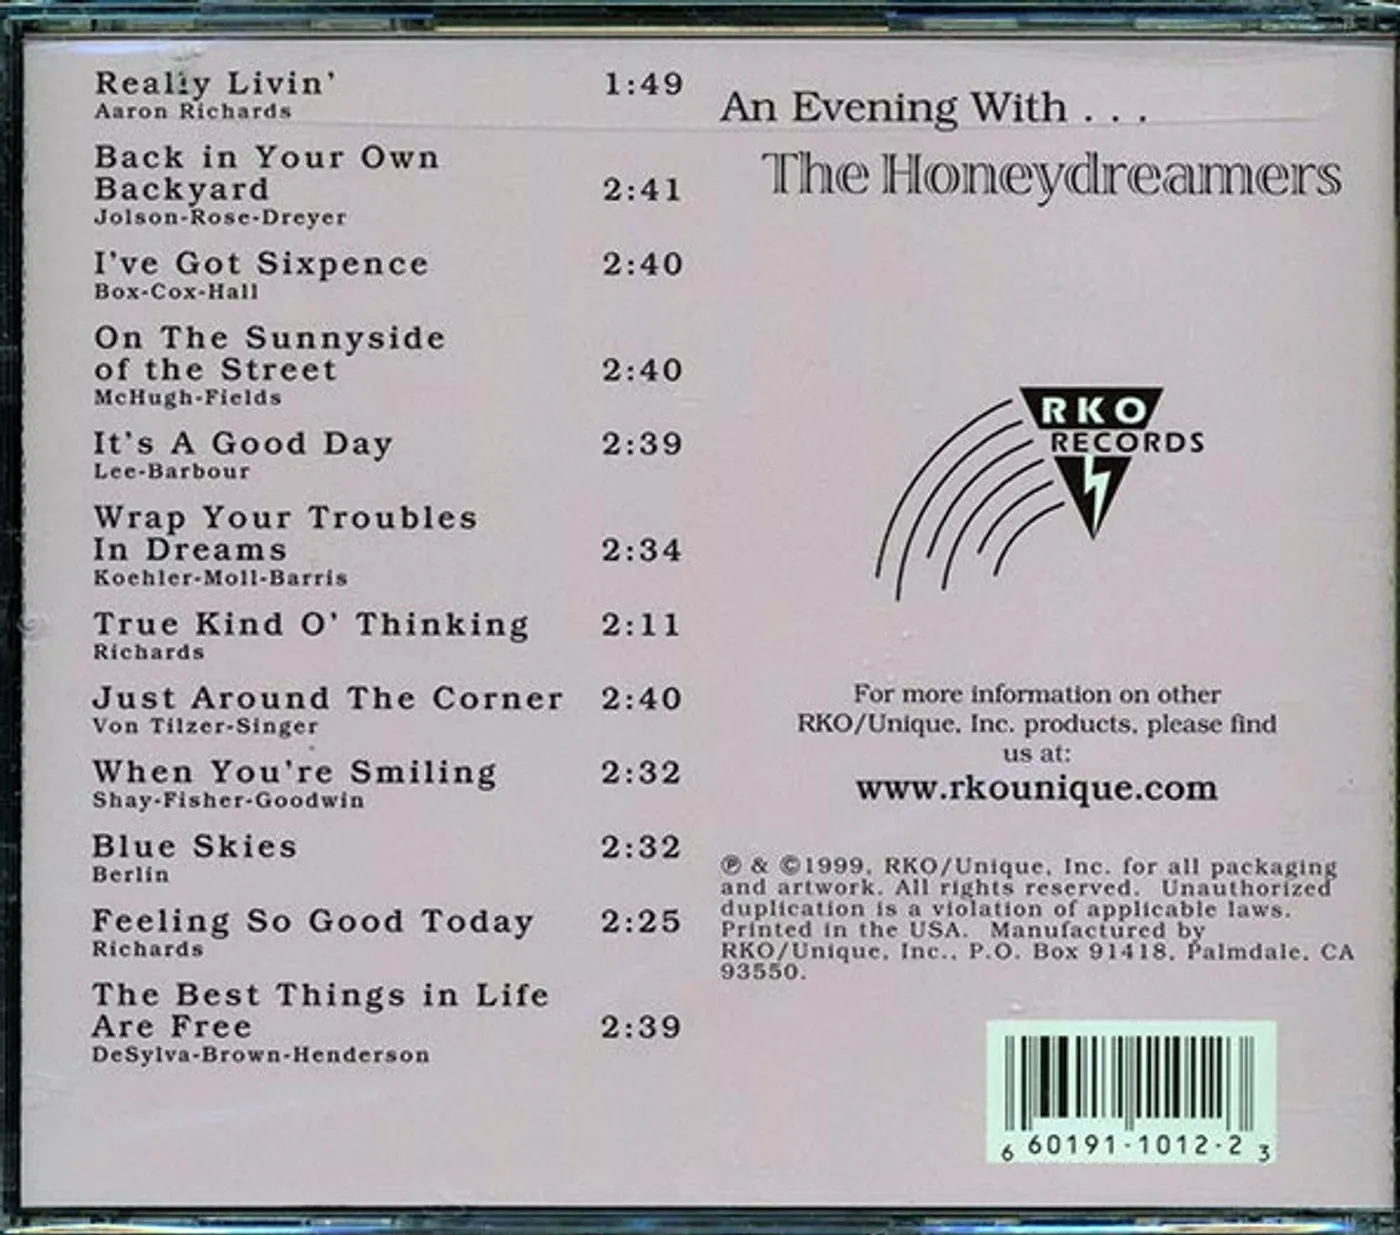 Really Livin' 1:49
Aaron Richards
Back in Your Own
Backyard 2:41
Jolson-Rose-Dreyer
I've Got Sixpence 2:40
Box-Cox-Hall
On The Sunnyside
of the Street 2:40
McHugh-Fields
It's A Good Day 2:39
Lee-Barbour
Wrap Your Troubles
In Dreams 2:34
Koehler-Moll-Barris
True Kind O' Thinking 2:11
Richards
Just Around The Corner 2:40
Von Tilzer-Singer
When You're Smiling 2:32
Shay-Fisher-Goodwin
Blue Skies 2:32
Berlin
Feeling So Good Today 2:25
Richards
The Best Things in Life
Are Free 2:39
DeSylva-Brown-Henderson
An Evening With . . .
The Honeydreamers
RKO
RECORDS
For more information on other
RKO/Unique, Inc. products, please find
us at:
www.rkounique.com
℗ & ©1999, RKO/Unique, Inc. for all packaging
and artwork. All rights reserved. Unauthorized
duplication is a violation of applicable laws.
Printed in the USA. Manufactured by
RKO/Unique, Inc., P.O. Box 91418, Palmdale, CA
93550.
6 60191-1012-2 3